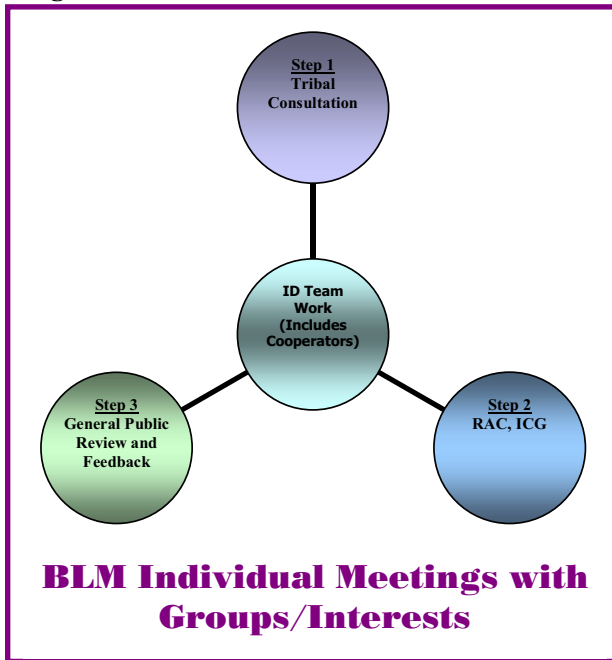 Step 1
Tribal
Consultation
ID Team
Work
(Includes
Cooperators)
Step 3
General Public
Review and
Feedback
Step 2
RAC, ICG
BLM Individual Meetings with
Groups/Interests